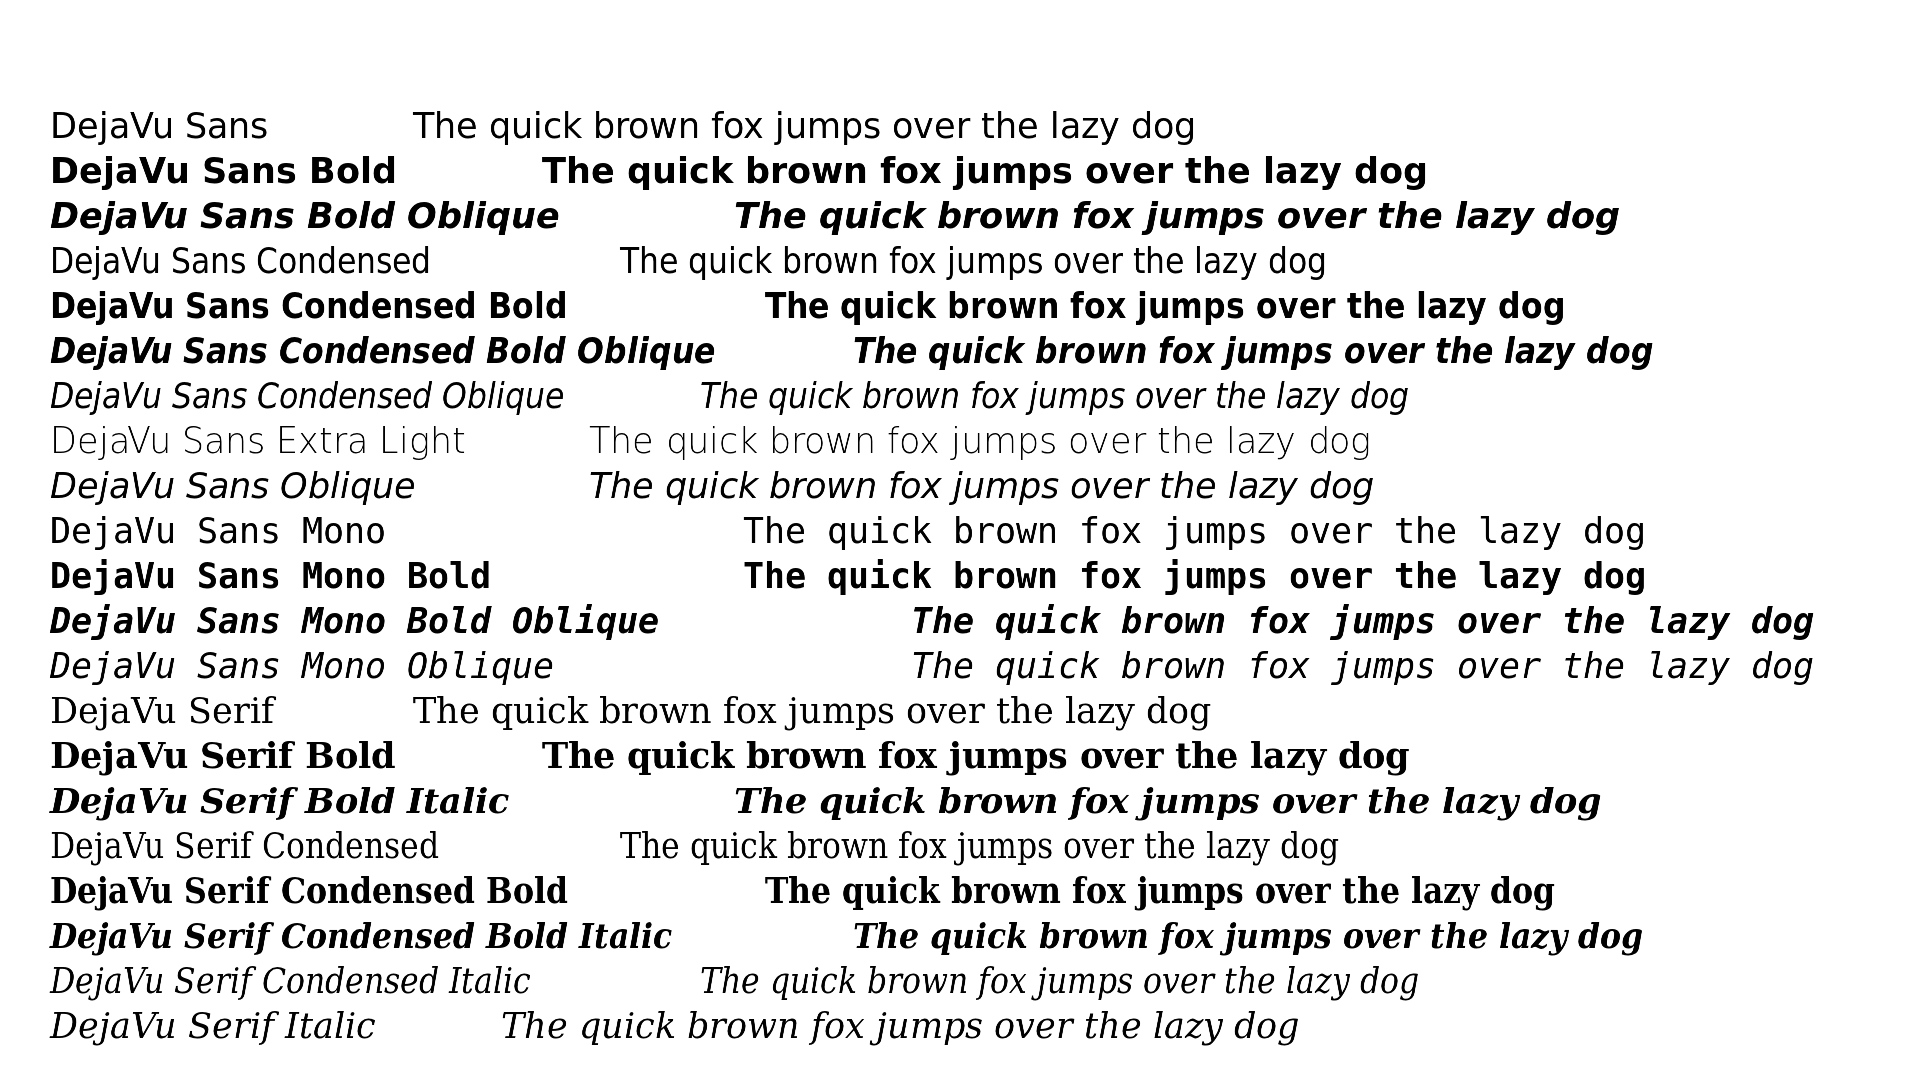 DejaVu Sans The quick brown fox jumps over the lazy dog
DejaVu Sans Bold The quick brown fox jumps over the lazy dog
DejaVu Sans Bold Oblique The quick brown fox jumps over the lazy dog
DejaVu Sans Condensed The quick brown fox jumps over the lazy dog
DejaVu Sans Condensed Bold The quick brown fox jumps over the lazy dog
DejaVu Sans Condensed Bold Oblique The quick brown fox jumps over the lazy dog
DejaVu Sans Condensed Oblique The quick brown fox jumps over the lazy dog
DejaVu Sans Extra Light The quick brown fox jumps over the lazy dog
DejaVu Sans Oblique The quick brown fox jumps over the lazy dog
DejaVu Sans Mono The quick brown fox jumps over the lazy dog
DejaVu Sans Mono Bold The quick brown fox jumps over the lazy dog
DejaVu Sans Mono Bold Oblique The quick brown fox jumps over the lazy dog
DejaVu Sans Mono Oblique The quick brown fox jumps over the lazy dog
DejaVu Serif The quick brown fox jumps over the lazy dog
DejaVu Serif Bold The quick brown fox jumps over the lazy dog
DejaVu Serif Bold Italic The quick brown fox jumps over the lazy dog
DejaVu Serif Condensed The quick brown fox jumps over the lazy dog
DejaVu Serif Condensed Bold The quick brown fox jumps over the lazy dog
DejaVu Serif Condensed Bold Italic The quick brown fox jumps over the lazy dog
DejaVu Serif Condensed Italic The quick brown fox jumps over the lazy dog
DejaVu Serif Italic The quick brown fox jumps over the lazy dog